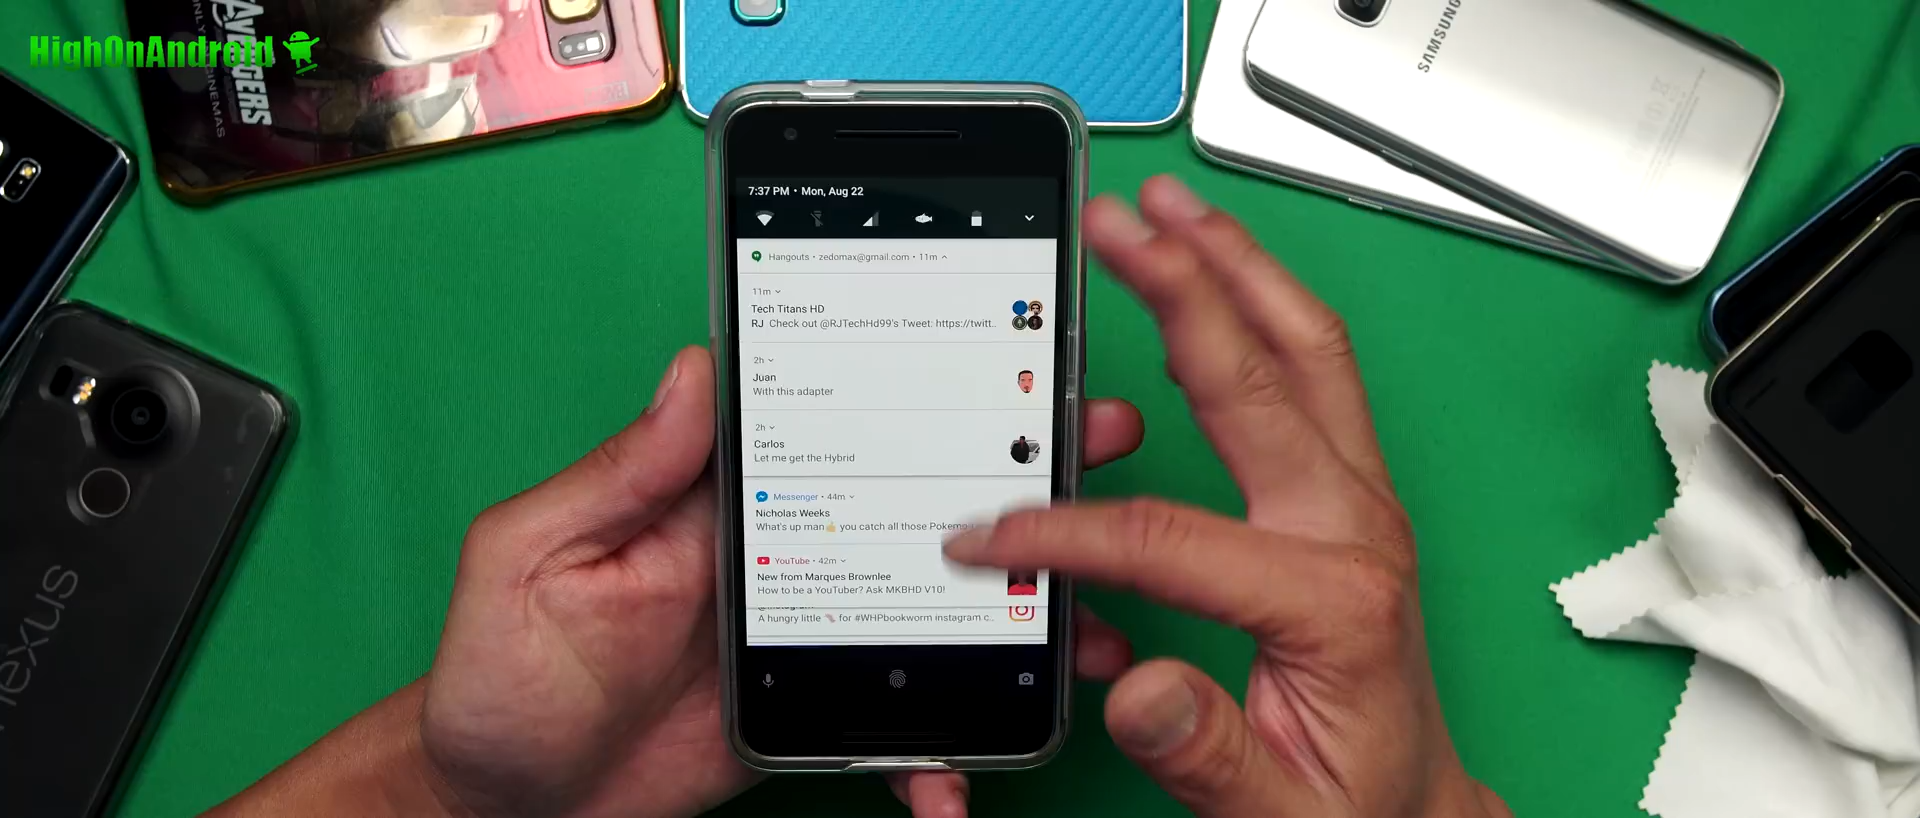 HighOnAndroid
AVENGERS
ONLY
CINEMAS
SAMSUNG
nexus
7:37 PM • Mon, Aug 22
Hangouts • zedomax@gmail.com • 11m
11m
Tech Titans HD
RJ Check out @RJTechHd99's Tweet: https://twitt..
2h
Juan
With this adapter
2h
Carlos
Let me get the Hybrid
Messenger • 44m
Nicholas Weeks
What's up man👍 you catch all those Pokemo
YouTube • 42m
New from Marques Brownlee
How to be a YouTuber? Ask MKBHD V10!
A hungry little 🐛 for #WHPbookworm instagram c..